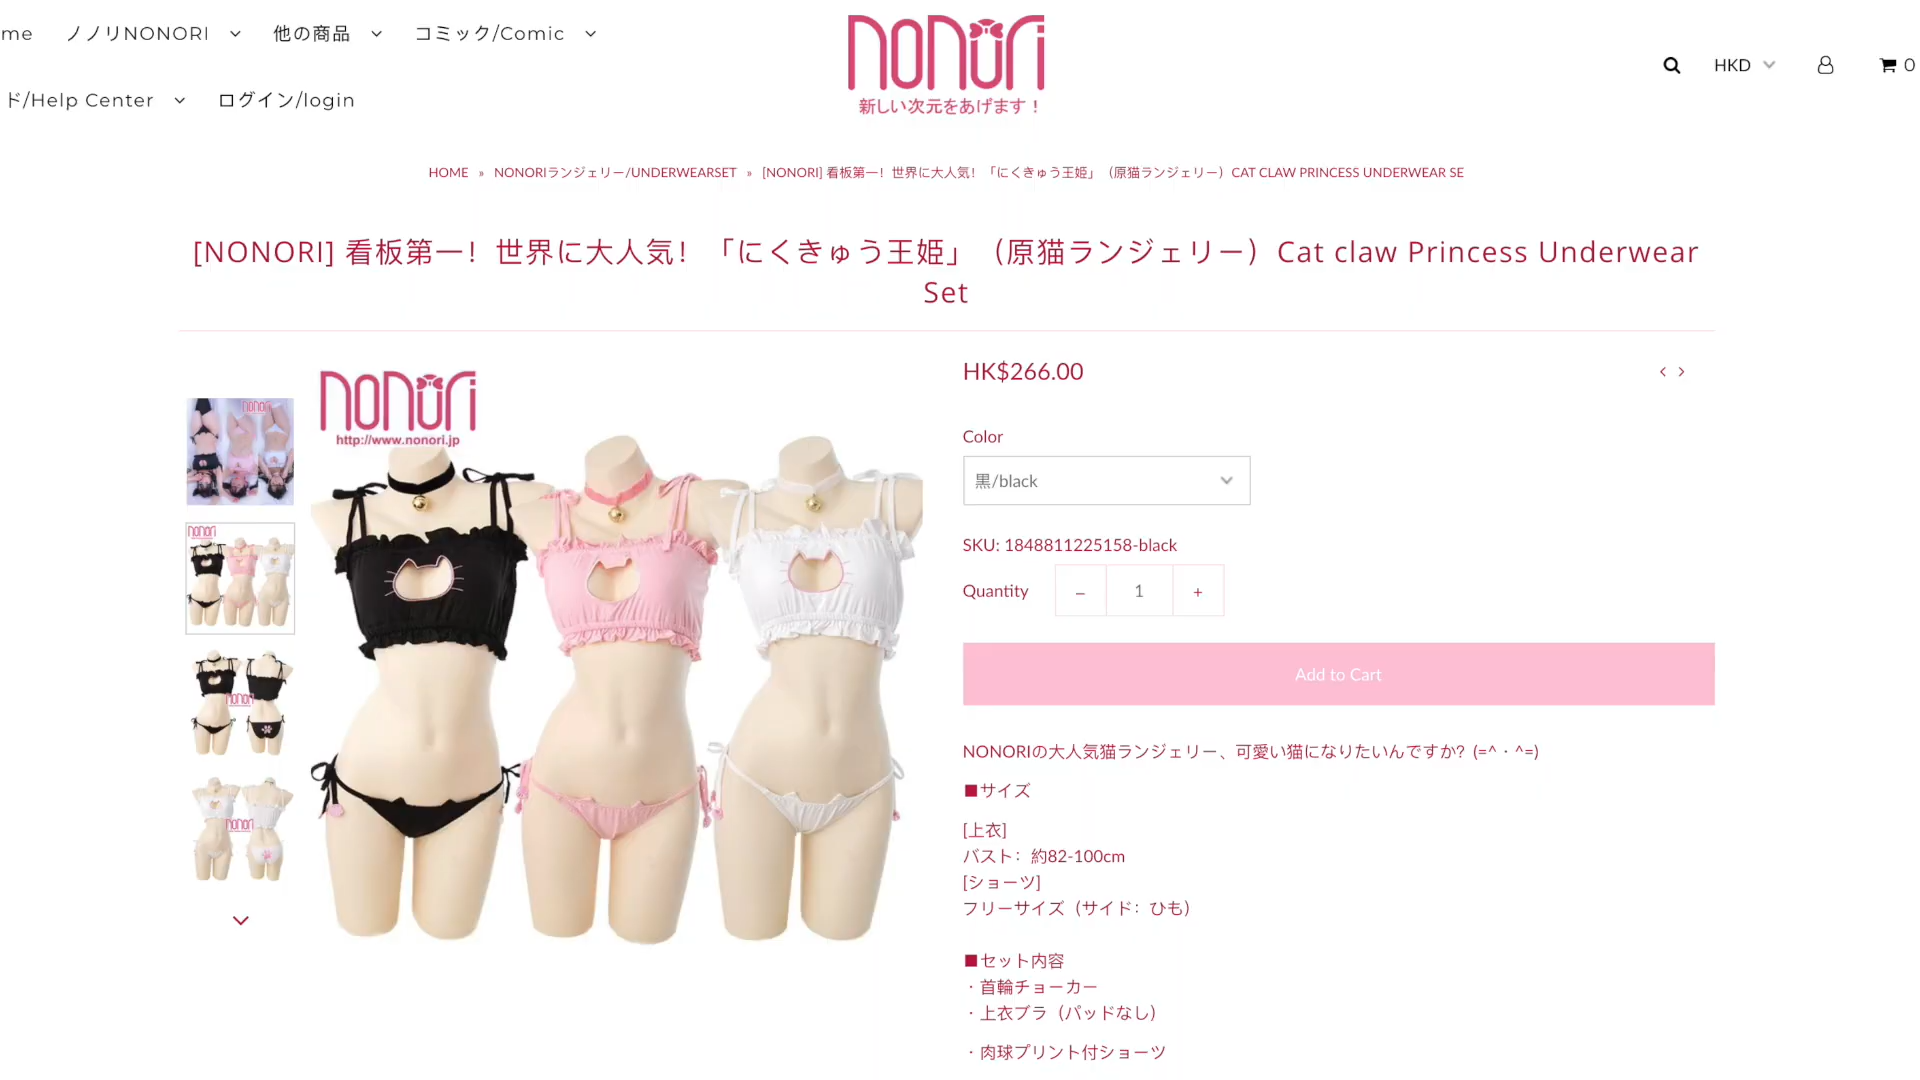 me
ノノリNONORI
他の商品
コミック/Comic
ド/Help Center
ログイン/login
nonori
新しい次元をあげます！
HKD
0
HOME » NONORIランジェリー/UNDERWEARSET » [NONORI] 看板第一！世界に大人気！「にくきゅう王姫」（原猫ランジェリー）CAT CLAW PRINCESS UNDERWEAR SE
[NONORI] 看板第一！世界に大人気！「にくきゅう王姫」（原猫ランジェリー）Cat claw Princess Underwear
Set
nonori
nonori
nonori
nonori
nonori
http://www.nonori.jp
HK$266.00
Color
黒/black
SKU: 1848811225158-black
Quantity
– 1 +
Add to Cart
NONORIの大人気猫ランジェリー、可愛い猫になりたいんですか？(=^・^=)
■サイズ
[上衣]
バスト：約82-100cm
[ショーツ]
フリーサイズ（サイド：ひも）
■セット内容
・首輪チョーカー
・上衣ブラ（パッドなし）
・肉球プリント付ショーツ